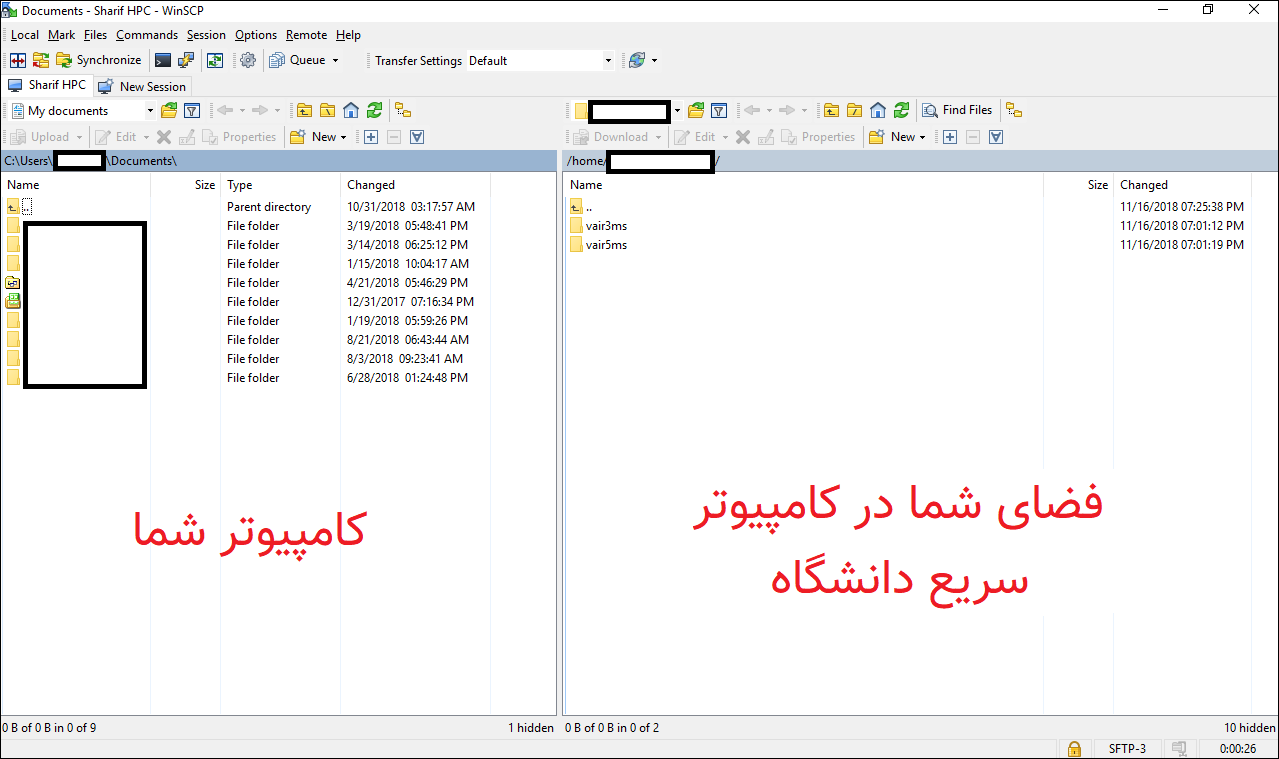 Documents - Sharif HPC - WinSCP
Local Mark Files Commands Session Options Remote Help
Synchronize Queue Transfer Settings Default
Sharif HPC New Session
My documents
Upload Edit Properties New
C:\Users\ \Documents\
Name Size Type Changed
.. Parent directory 10/31/2018 03:17:57 AM
File folder 3/19/2018 05:48:41 PM
File folder 3/14/2018 06:25:12 PM
File folder 1/15/2018 10:04:17 AM
File folder 4/21/2018 05:46:29 PM
File folder 12/31/2017 07:16:34 PM
File folder 1/19/2018 05:59:26 PM
File folder 8/21/2018 06:43:44 AM
File folder 8/3/2018 09:23:41 AM
File folder 6/28/2018 01:24:48 PM
کامپیوتر شما
0 B of 0 B in 0 of 9 1 hidden
Find Files
Download Edit Properties New
/home/ /
Name Size Changed
.. 11/16/2018 07:25:38 PM
vair3ms 11/16/2018 07:01:12 PM
vair5ms 11/16/2018 07:01:19 PM
فضای شما در کامپیوتر
سریع دانشگاه
0 B of 0 B in 0 of 2 10 hidden
SFTP-3 0:00:26